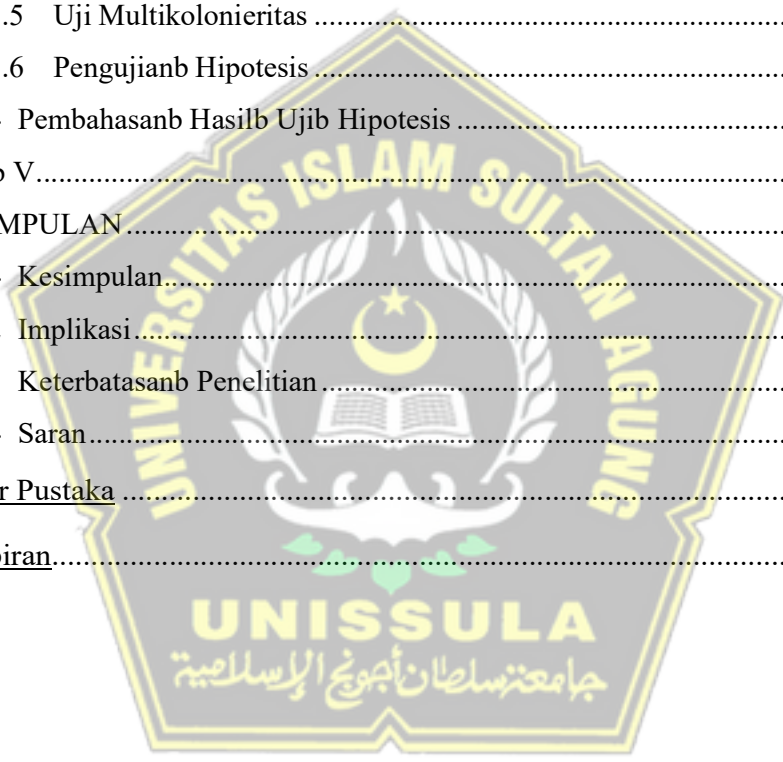 .5 Uji Multikolonieritas
.6 Pengujianb Hipotesis
Pembahasanb Hasilb Ujib Hipotesis
V
MPULAN
Kesimpulan
Implikasi
Keterbatasanb Penelitian
Saran
r Pustaka
iran
UNIVERSITAS ISLAM SULTAN AGUNG
UNISSULA
جامعة سلطان أجونج الإسلامية